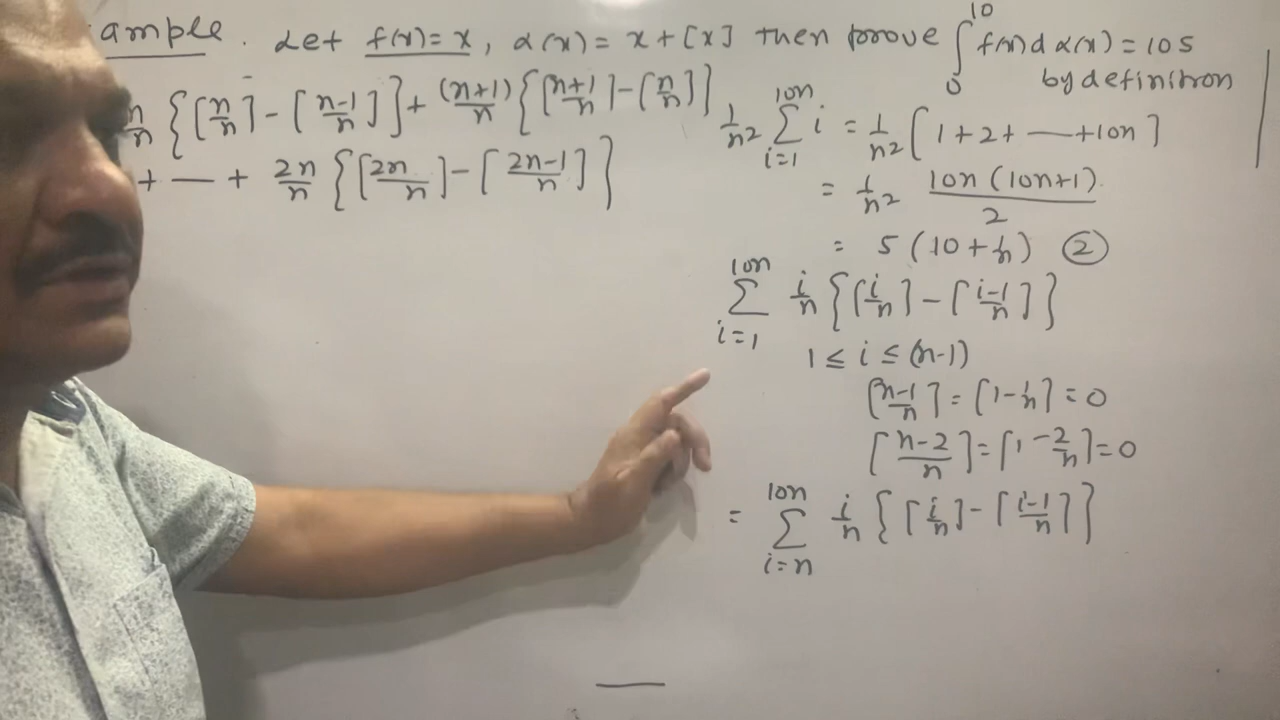 ample. Let f(x) = x, α(x) = x + [x] then prove ∫₀¹⁰ f(x) d α(x) = 105
by definition
n/n {[n/n] - [n-1/n]} + (n+1)/n {[n+1/n] - [n/n]}
+ — + 2n/n {[2n/n] - [2n-1/n]}
1/n² Σ_{i=1}^{10n} i = 1/n² [1+2+ — +10n]
= 1/n² 10n(10n+1)/2
= 5(10 + 1/n) ②
Σ_{i=1}^{10n} i/n {[i/n] - [i-1/n]}
1 ≤ i ≤ (n-1)
[n-1/n] = [1 - 1/n] = 0
[n-2/n] = [1 - 2/n] = 0
= Σ_{i=n}^{10n} i/n {[i/n] - [i-1/n]}